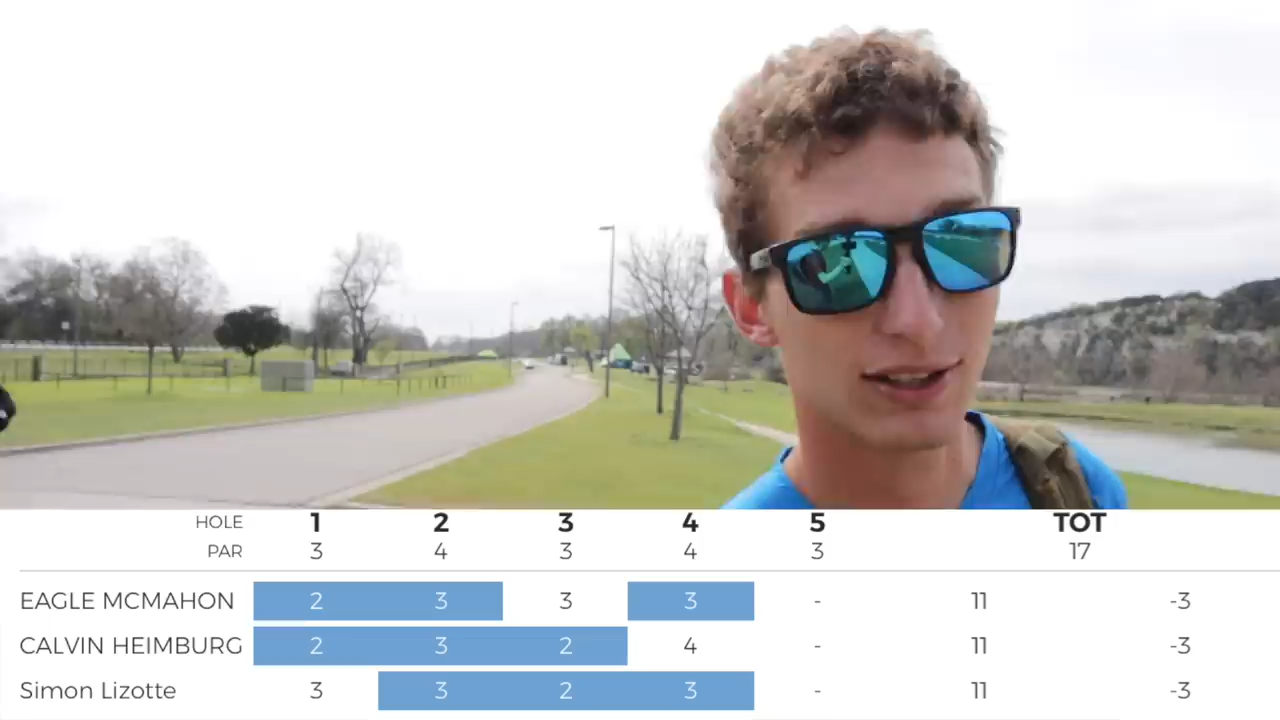 HOLE 1 2 3 4 5 TOT
PAR 3 4 3 4 3 17
EAGLE MCMAHON 2 3 3 3 - 11 -3
CALVIN HEIMBURG 2 3 2 4 - 11 -3
Simon Lizotte 3 3 2 3 - 11 -3